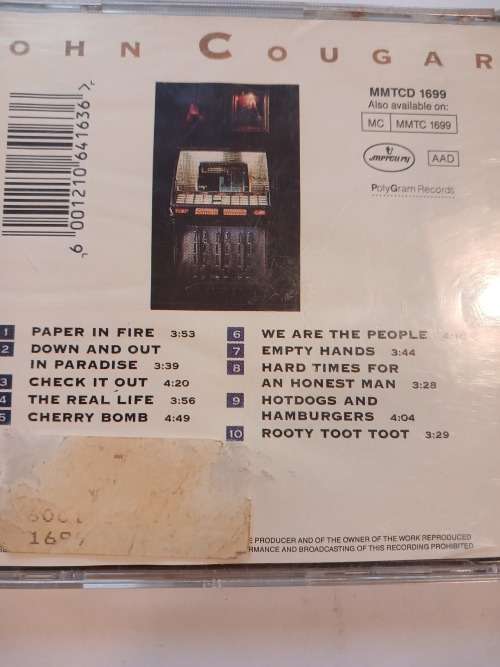 OHN COUGAR
MMTCD 1699
Also available on:
MC MMTC 1699
mercury AAD
PolyGram Records
6 001210 641636 >
1 PAPER IN FIRE 3:53
2 DOWN AND OUT
IN PARADISE 3:39
3 CHECK IT OUT 4:20
4 THE REAL LIFE 3:56
5 CHERRY BOMB 4:49
6 WE ARE THE PEOPLE
7 EMPTY HANDS 3:44
8 HARD TIMES FOR
AN HONEST MAN 3:28
9 HOTDOGS AND
HAMBURGERS 4:04
10 ROOTY TOOT TOOT 3:29
PRODUCER AND OF THE OWNER OF THE WORK REPRODUCED
RMANCE AND BROADCASTING OF THIS RECORDING PROHIBITED